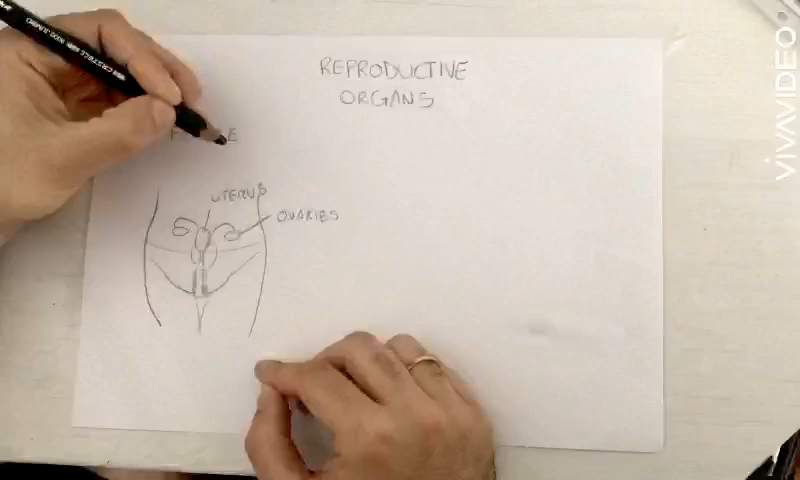 REPRODUCTIVE
ORGANS
UTERUS
OVARIES
VIVAVIDEO